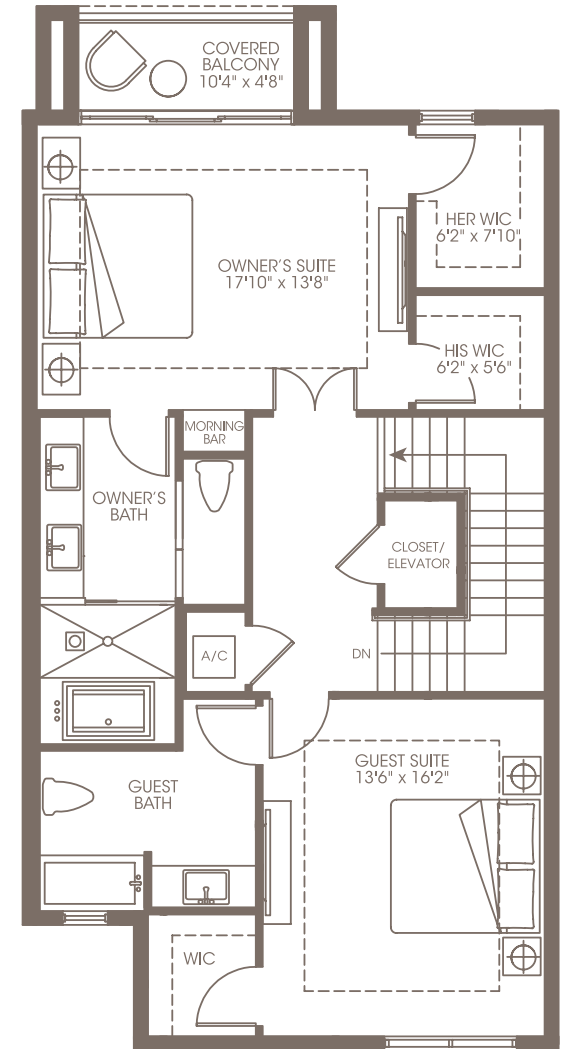 COVERED
BALCONY
10'4" x 4'8"
HER WIC
6'2" x 7'10"
OWNER'S SUITE
17'10" x 13'8"
HIS WIC
6'2" x 5'6"
MORNING
BAR
OWNER'S
BATH
CLOSET/
ELEVATOR
A/C
DN
GUEST SUITE
13'6" x 16'2"
GUEST
BATH
WIC